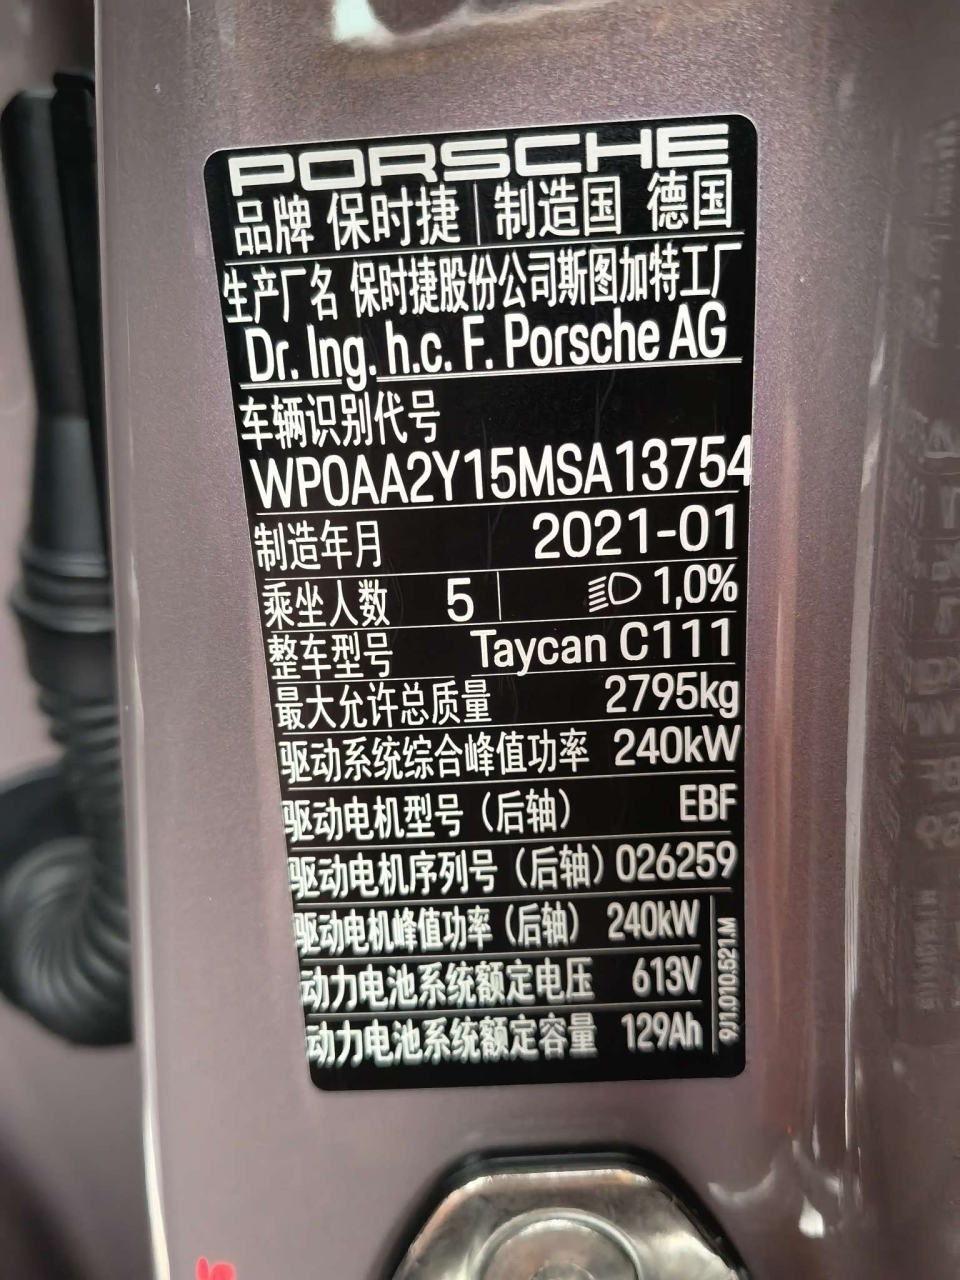 PORSCHE
品牌 保时捷 制造国 德国
生产厂名 保时捷股份公司斯图加特工厂
Dr. Ing. h.c. F. Porsche AG
车辆识别代号
WP0AA2Y15MSA13754
制造年月 2021-01
乘坐人数 5 1,0%
整车型号 Taycan C111
最大允许总质量 2795kg
驱动系统综合峰值功率 240kW
驱动电机型号（后轴） EBF
驱动电机序列号（后轴） 026259
驱动电机峰值功率（后轴） 240kW
动力电池系统额定电压 613V
动力电池系统额定容量 129Ah
9J1.010.521.M